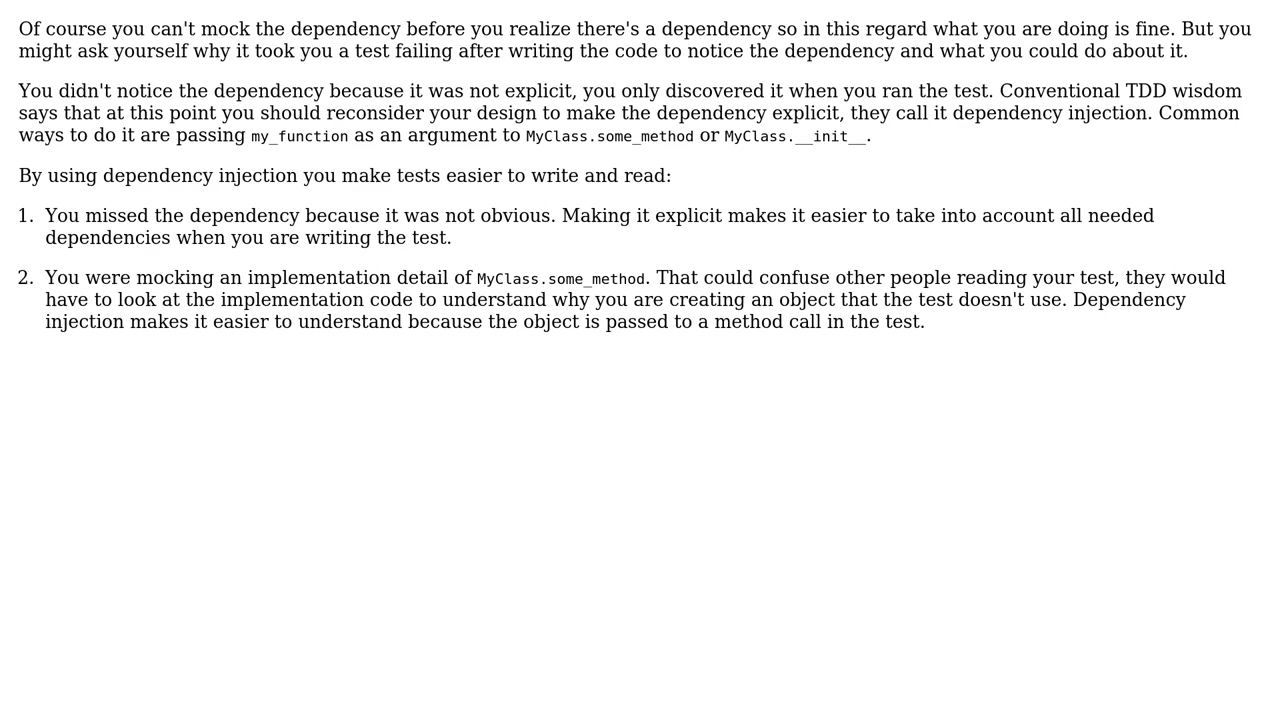 Of course you can't mock the dependency before you realize there's a dependency so in this regard what you are doing is fine. But you
might ask yourself why it took you a test failing after writing the code to notice the dependency and what you could do about it.
You didn't notice the dependency because it was not explicit, you only discovered it when you ran the test. Conventional TDD wisdom
says that at this point you should reconsider your design to make the dependency explicit, they call it dependency injection. Common
ways to do it are passing my_function as an argument to MyClass.some_method or MyClass.__init__.
By using dependency injection you make tests easier to write and read:
1. You missed the dependency because it was not obvious. Making it explicit makes it easier to take into account all needed
dependencies when you are writing the test.
2. You were mocking an implementation detail of MyClass.some_method. That could confuse other people reading your test, they would
have to look at the implementation code to understand why you are creating an object that the test doesn't use. Dependency
injection makes it easier to understand because the object is passed to a method call in the test.